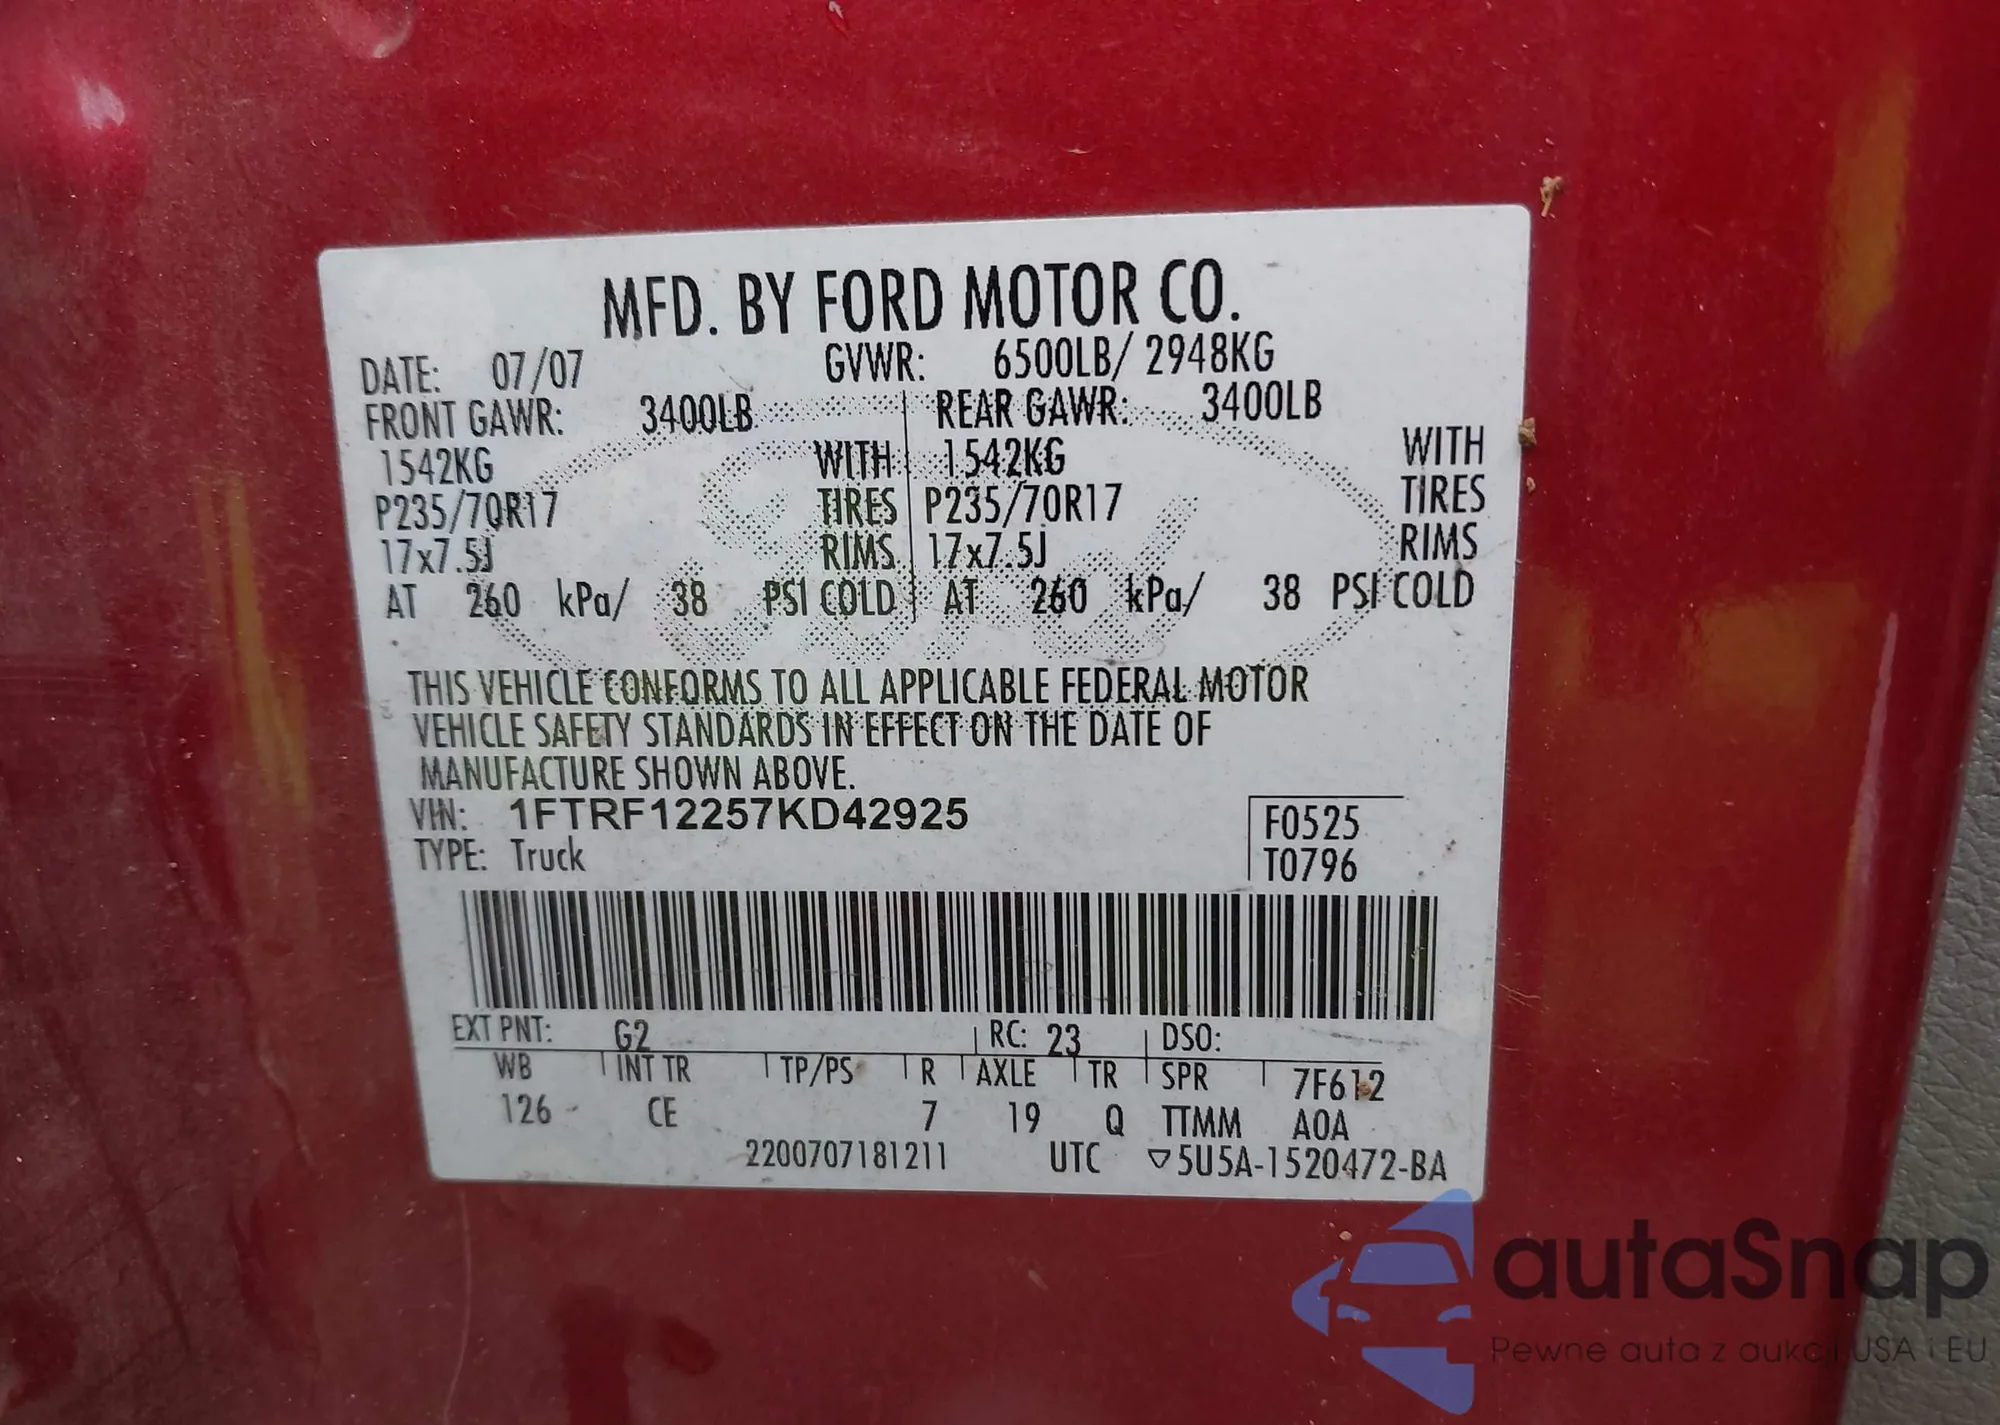 MFD. BY FORD MOTOR CO.
DATE: 07/07 GVWR: 6500LB/ 2948KG
FRONT GAWR: 3400LB REAR GAWR: 3400LB
1542KG WITH 1542KG WITH
P235/70R17 TIRES P235/70R17 TIRES
17x7.5J RIMS 17x7.5J RIMS
AT 260 kPa/ 38 PSI COLD AT 260 kPa/ 38 PSI COLD
THIS VEHICLE CONFORMS TO ALL APPLICABLE FEDERAL MOTOR
VEHICLE SAFETY STANDARDS IN EFFECT ON THE DATE OF
MANUFACTURE SHOWN ABOVE.
VIN: 1FTRF12257KD42925 F0525
TYPE: Truck T0796
EXT PNT: G2 RC: 23 DSO:
WB INT TR TP/PS R AXLE TR SPR 7F612
126 CE 7 19 Q TTMM A0A
2200707181211 UTC ▽5U5A-1520472-BA
autaSnap
Pewne auta z aukcji USA i EU